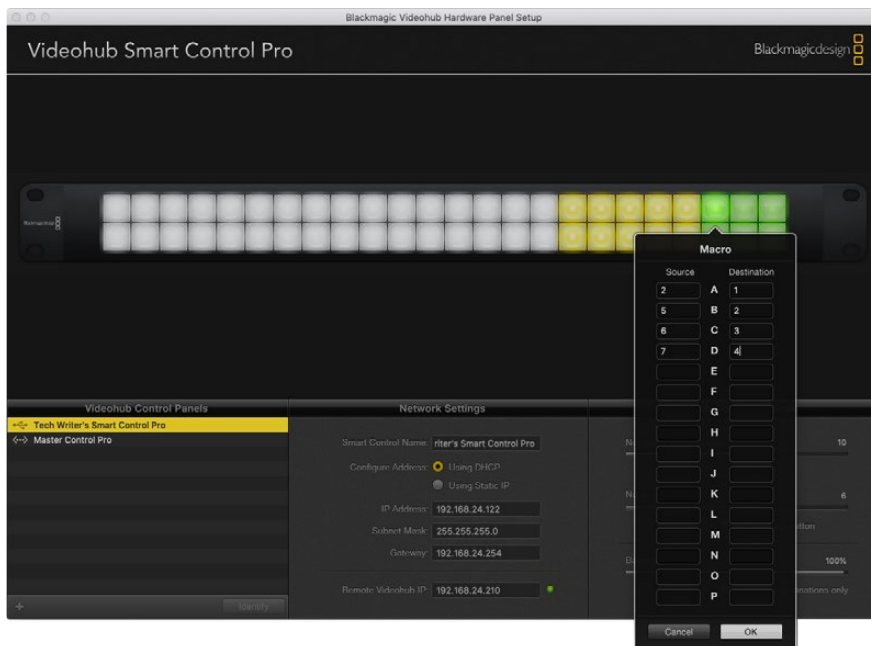 Blackmagic Videohub Hardware Panel Setup
Videohub Smart Control Pro
Blackmagicdesign
Macro
Source Destination
2 A 1
5 B 2
6 C 3
7 D 4
E
F
G
H
I
J
K
L
M
N
O
P
Cancel OK
Videohub Control Panels
Tech Writer's Smart Control Pro
Master Control Pro
+ Identify
Network Settings
Smart Control Name: riter's Smart Control Pro
Configure Address: Using DHCP
Using Static IP
IP Address: 192.168.24.122
Subnet Mask: 255.255.255.0
Gateway: 192.168.24.254
Remote Videohub IP: 192.168.24.210
10
6
100%
only